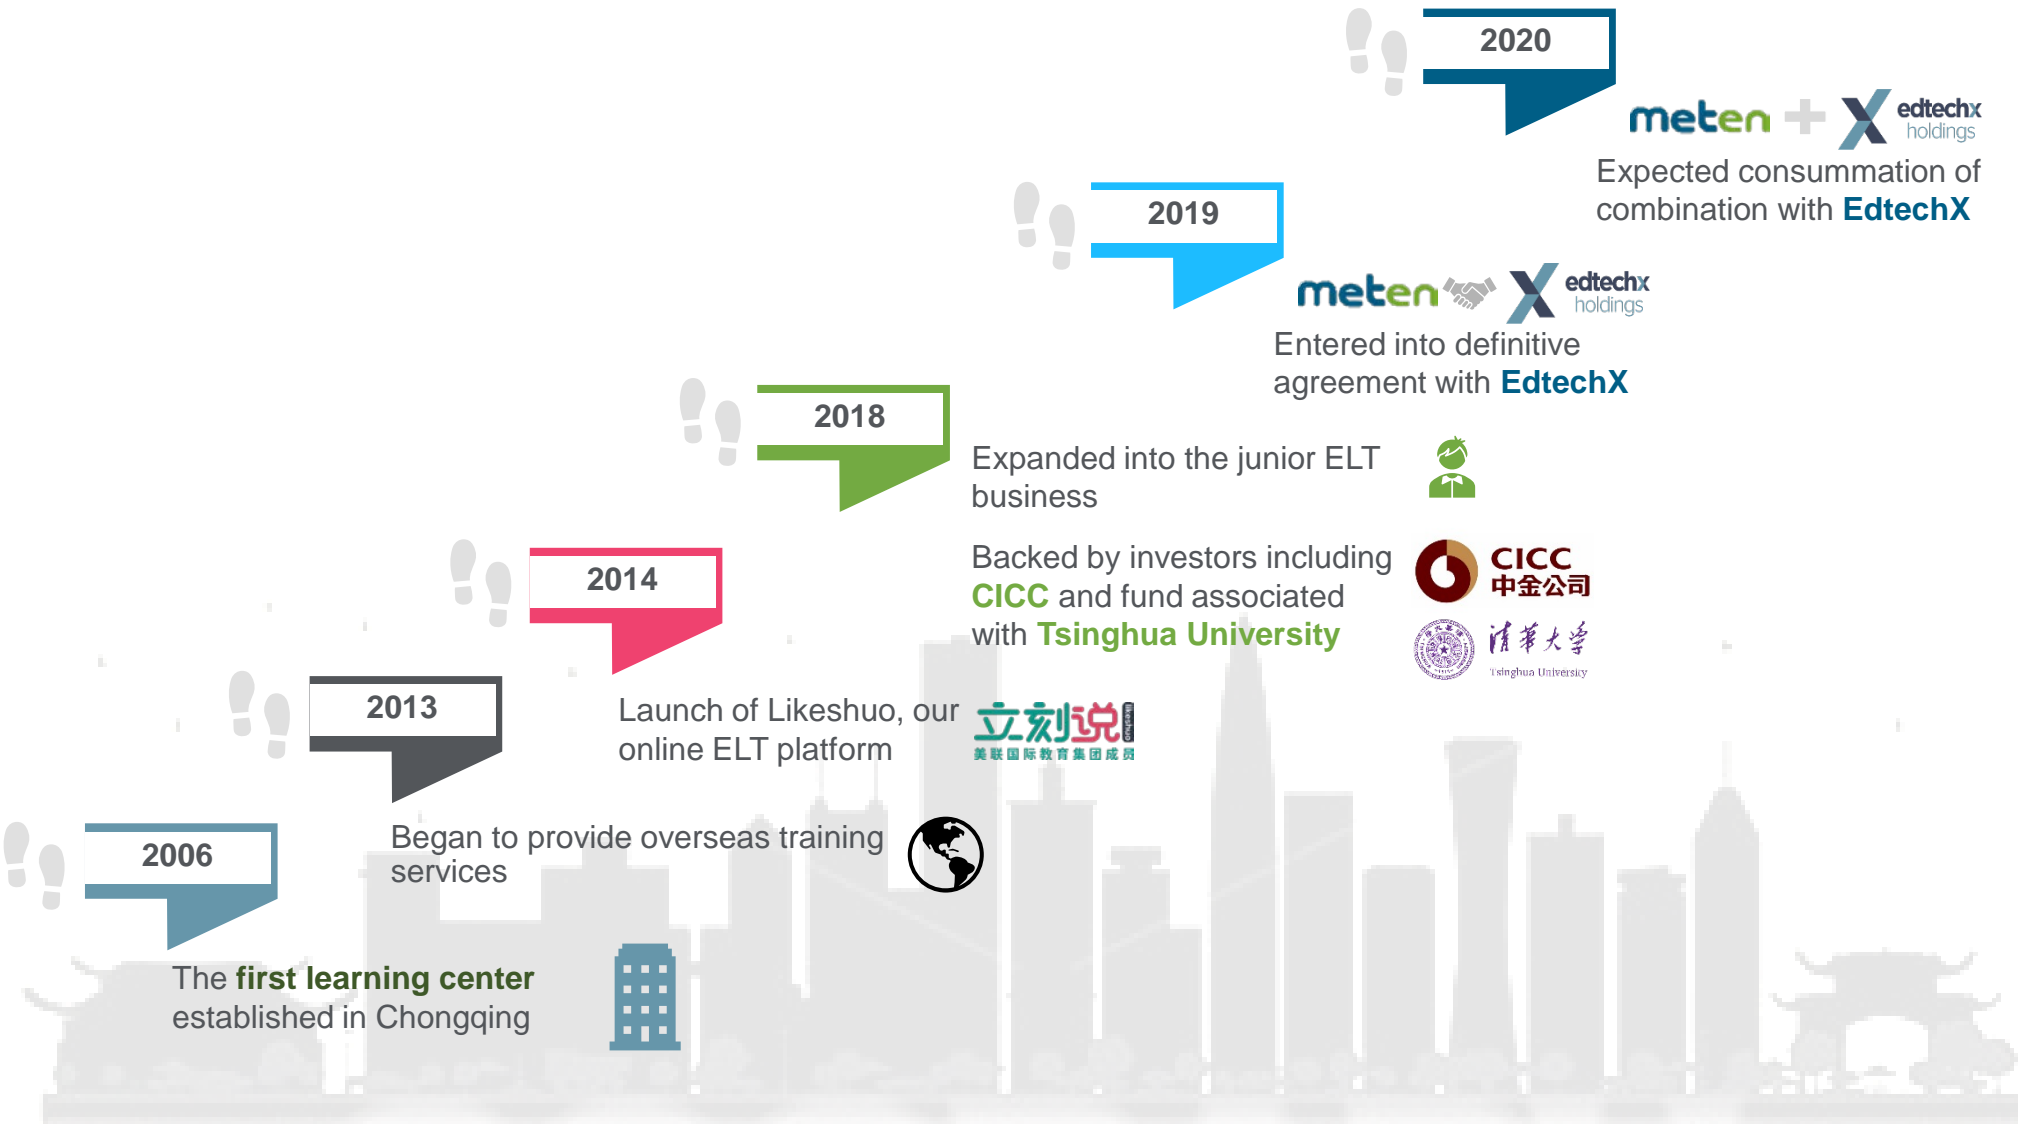 2020
meten
edtechx
holdings
Expected consummation of
combination with EdtechX
2019
meten
edtechx
holdings
Entered into definitive
agreement with EdtechX
2018
Expanded into the junior ELT
business
Backed by investors including
CICC and fund associated
with Tsinghua University
CICC
中金公司
清華大学
Tsinghua University
2014
Launch of Likeshuo, our
online ELT platform
立刻说
likeshuo
美联国际教育集团成员
2013
Began to provide overseas training
services
2006
The first learning center
established in Chongqing